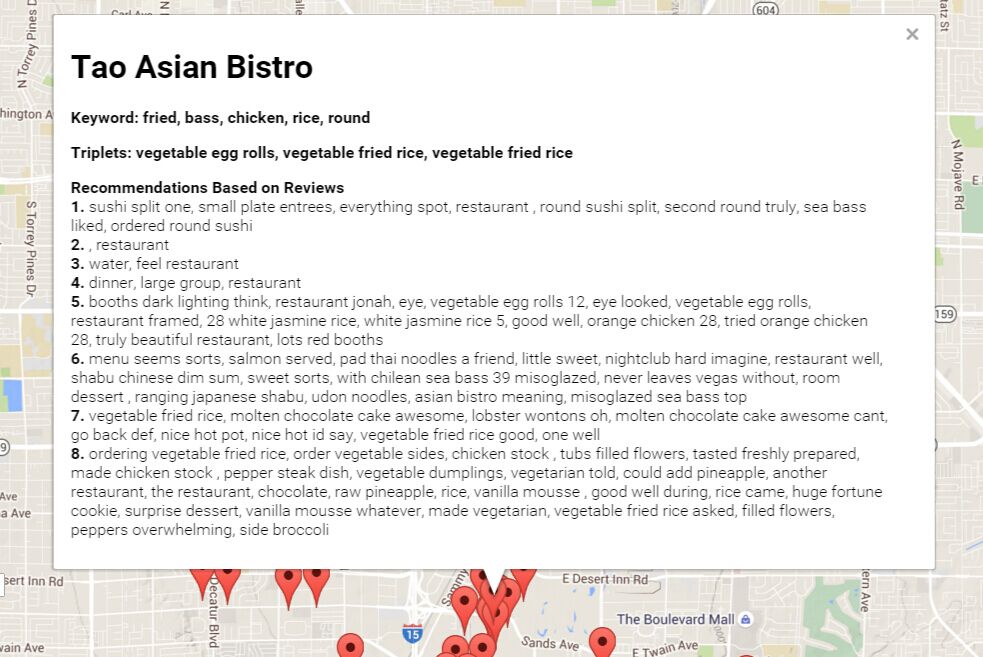 Carl Ave
604
×
Tao Asian Bistro
Keyword: fried, bass, chicken, rice, round
Triplets: vegetable egg rolls, vegetable fried rice, vegetable fried rice
Recommendations Based on Reviews
1. sushi split one, small plate entrees, everything spot, restaurant , round sushi split, second round truly, sea bass
liked, ordered round sushi
2. , restaurant
3. water, feel restaurant
4. dinner, large group, restaurant
5. booths dark lighting think, restaurant jonah, eye, vegetable egg rolls 12, eye looked, vegetable egg rolls,
restaurant framed, 28 white jasmine rice, white jasmine rice 5, good well, orange chicken 28, tried orange chicken
28, truly beautiful restaurant, lots red booths
6. menu seems sorts, salmon served, pad thai noodles a friend, little sweet, nightclub hard imagine, restaurant well,
shabu chinese dim sum, sweet sorts, with chilean sea bass 39 misoglazed, never leaves vegas without, room
dessert , ranging japanese shabu, udon noodles, asian bistro meaning, misoglazed sea bass top
7. vegetable fried rice, molten chocolate cake awesome, lobster wontons oh, molten chocolate cake awesome cant,
go back def, nice hot pot, nice hot id say, vegetable fried rice good, one well
8. ordering vegetable fried rice, order vegetable sides, chicken stock , tubs filled flowers, tasted freshly prepared,
made chicken stock , pepper steak dish, vegetable dumplings, vegetarian told, could add pineapple, another
restaurant, the restaurant, chocolate, raw pineapple, rice, vanilla mousse , good well during, rice came, huge fortune
cookie, surprise dessert, vanilla mousse whatever, made vegetarian, vegetable fried rice asked, filled flowers,
peppers overwhelming, side broccoli
N Torrey Pines D
hington A
S Torrey Pines Dr
9
Ave
a Ave
sert Inn Rd
vain Ave
Decatur Blvd
15
Sammy
E Desert Inn Rd
The Boulevard Mall
Sands Ave
E Twain Ave
ern Ave
159
N Mojave Rd
E
atz St